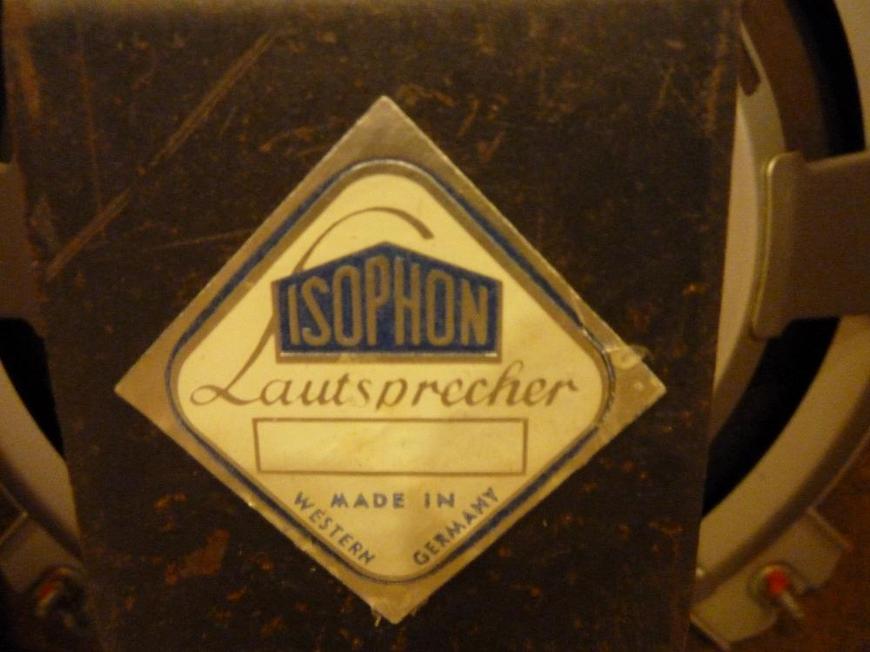 ISOPHON
Lautsprecher
MADE IN
WESTERN GERMANY